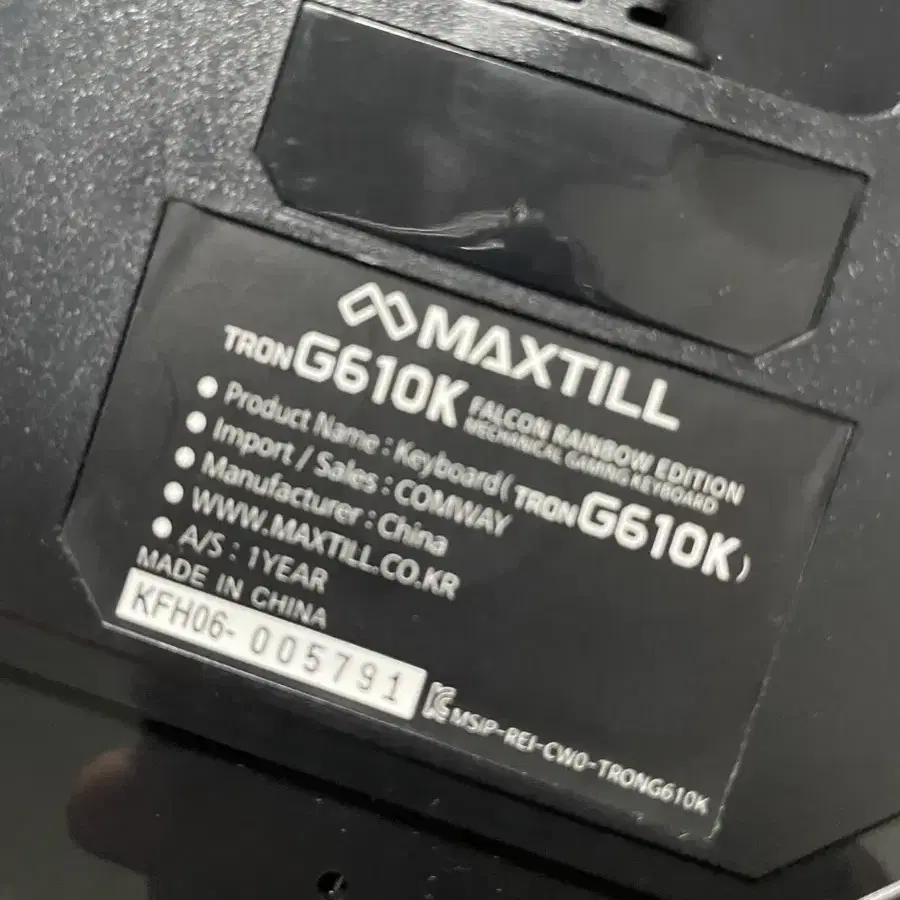 MAXTILL
TRON G610K FALCON RAINBOW EDITION
MECHANICAL GAMING KEYBOARD
● Product Name : Keyboard( TRON G610K )
● Import / Sales : COMWAY
● Manufacturer : China
● WWW.MAXTILL.CO.KR
● A/S : 1YEAR
MADE IN CHINA
KFH06- 005791
MSIP-REI-CW0-TRONG610K